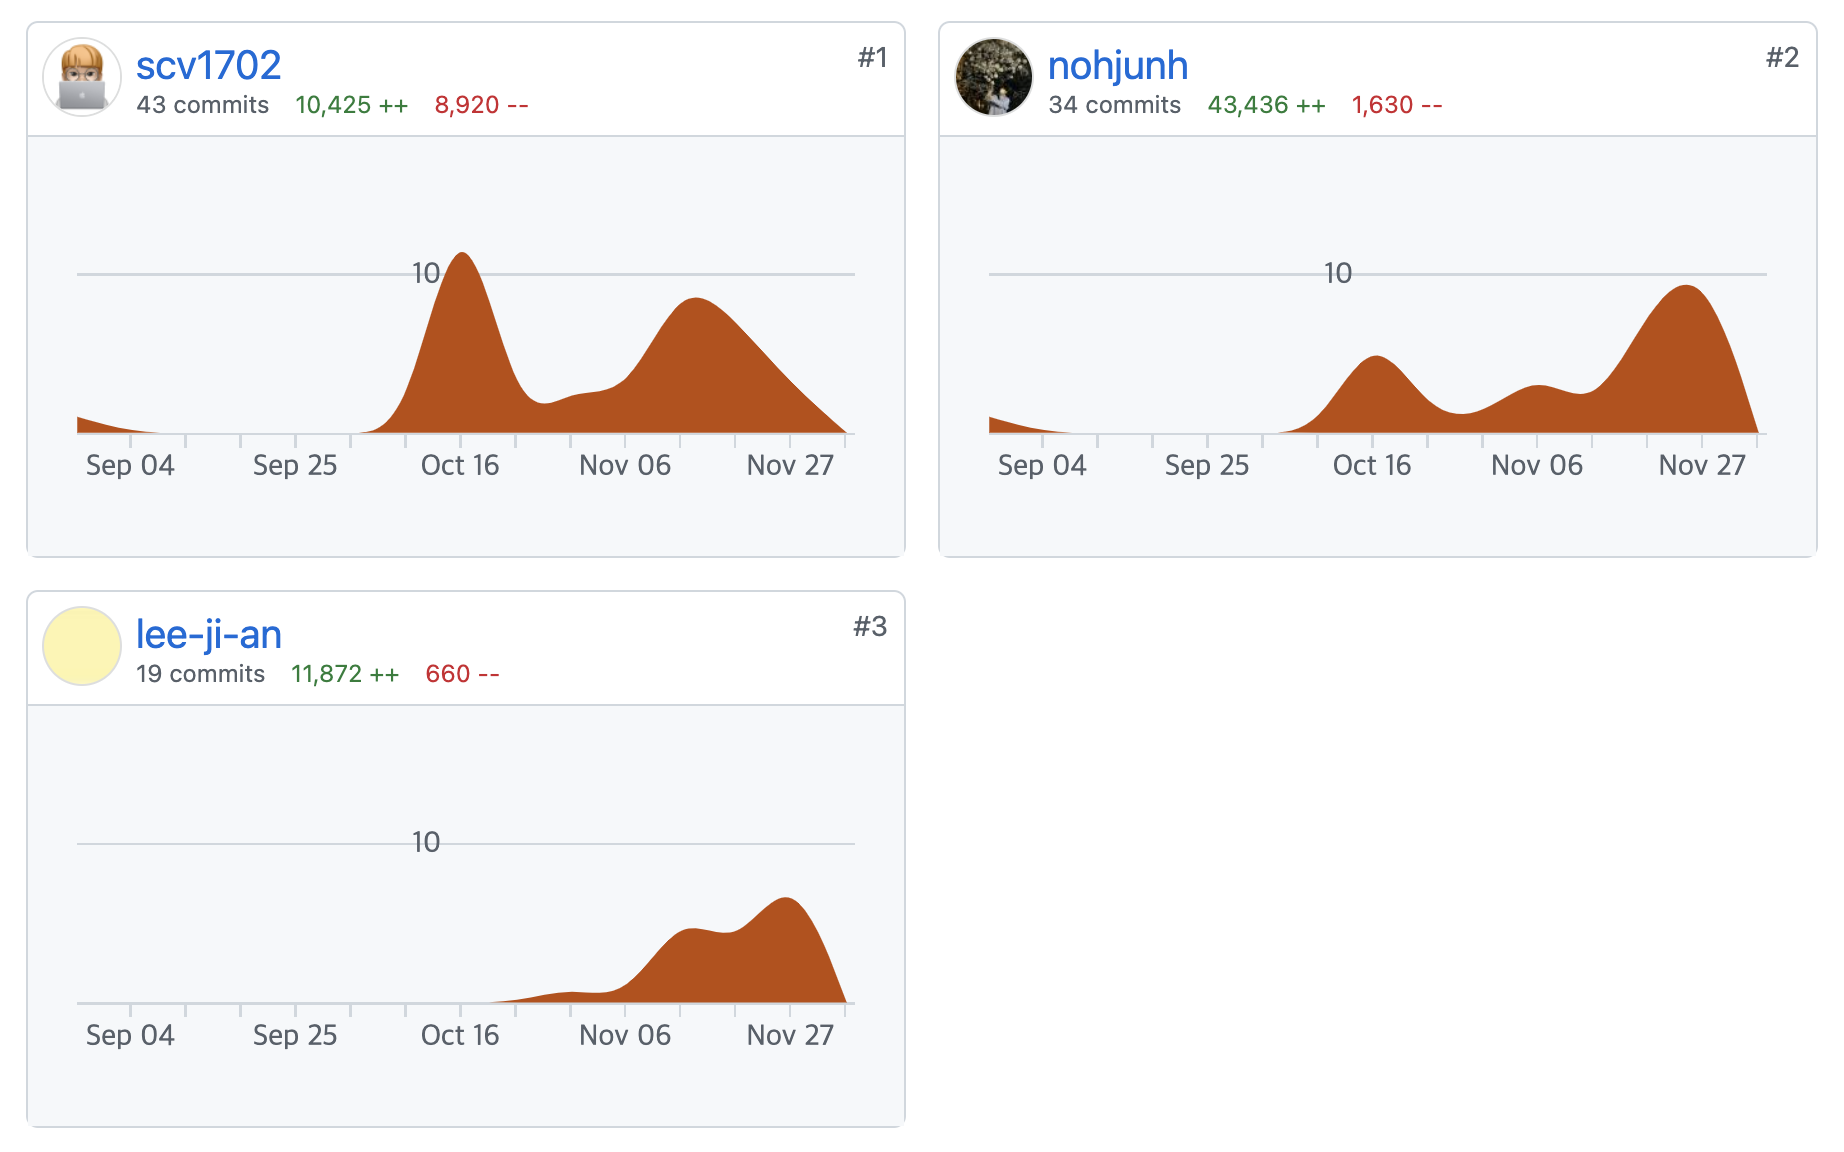 scv1702 #1
43 commits 10,425 ++ 8,920 --
10
Sep 04 Sep 25 Oct 16 Nov 06 Nov 27
nohjunh #2
34 commits 43,436 ++ 1,630 --
10
Sep 04 Sep 25 Oct 16 Nov 06 Nov 27
lee-ji-an #3
19 commits 11,872 ++ 660 --
10
Sep 04 Sep 25 Oct 16 Nov 06 Nov 27